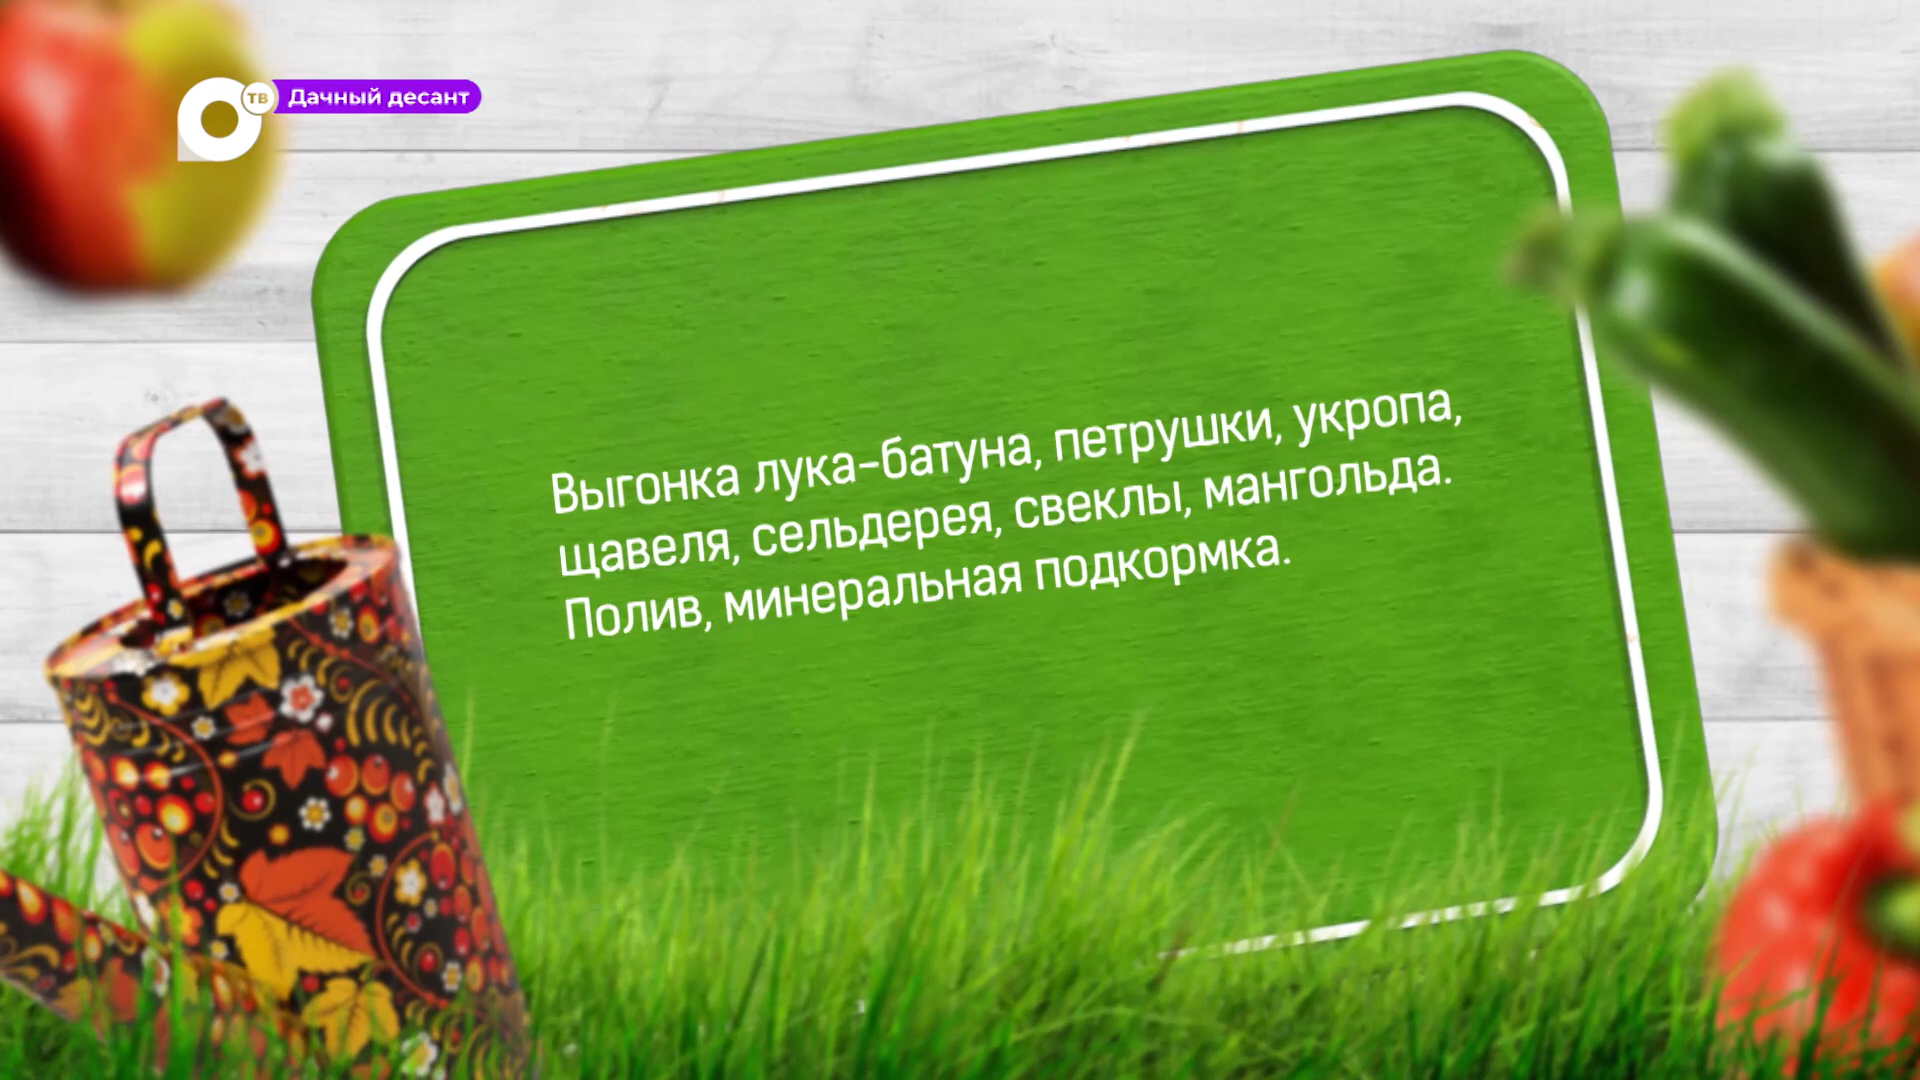 ТВ
Дачный десант
Выгонка лука-батуна, петрушки, укропа,
щавеля, сельдерея, свеклы, мангольда.
Полив, минеральная подкормка.